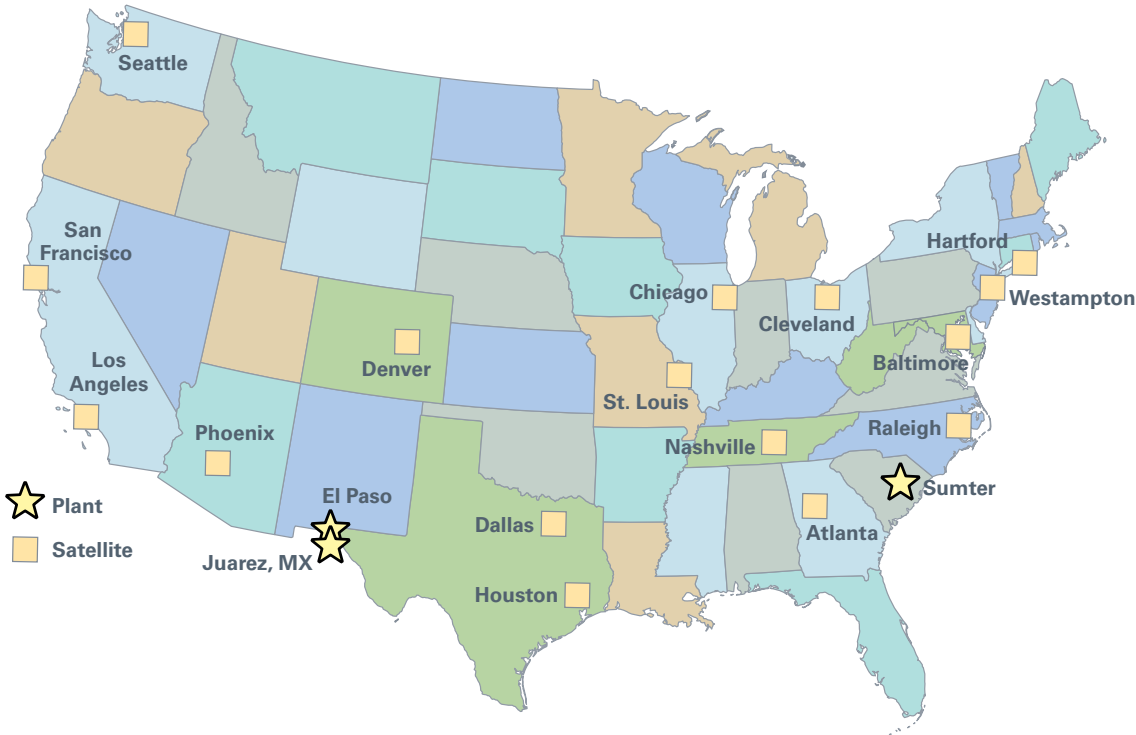 Seattle
San
Francisco
Hartford
Chicago
Westampton
Cleveland
Los
Angeles
Denver
Baltimore
St. Louis
Phoenix
Nashville
Raleigh
El Paso
Sumter
Plant
Dallas
Atlanta
Satellite
Juarez, MX
Houston